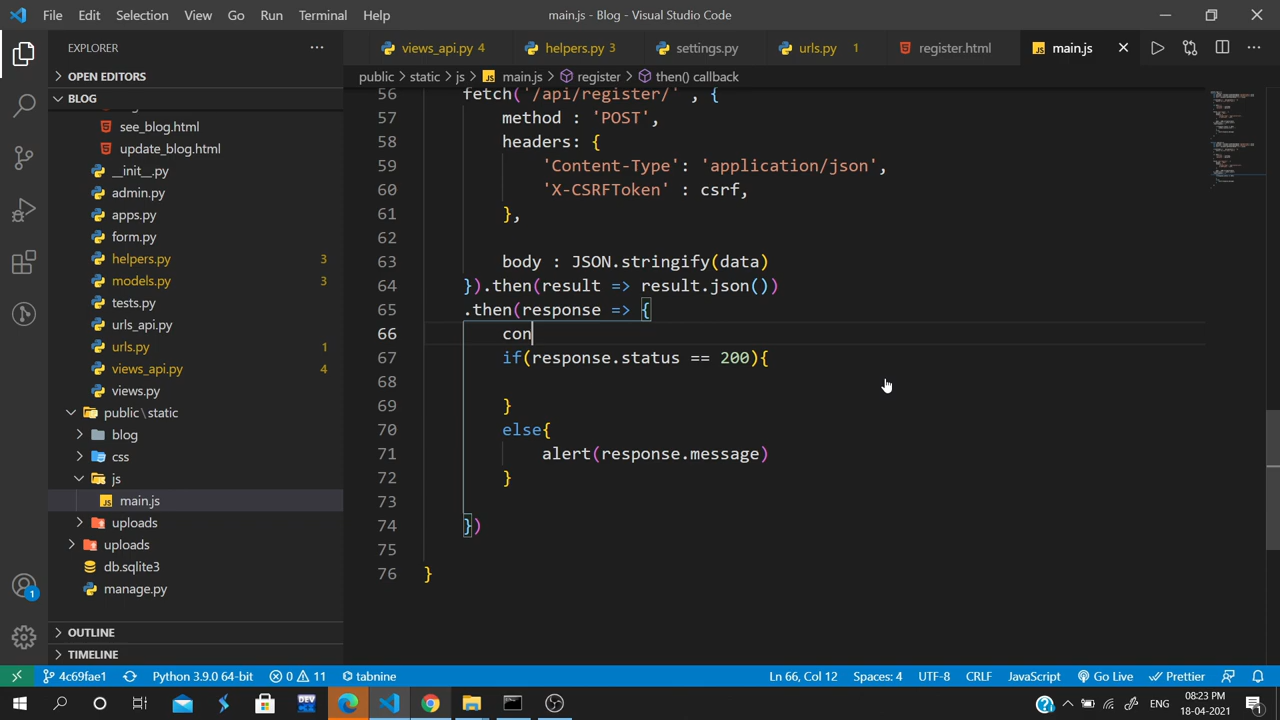 File Edit Selection View Go Run Terminal Help main.js - Blog - Visual Studio Code
EXPLORER
views_api.py 4 helpers.py 3 settings.py urls.py 1 register.html main.js
public > static > js > main.js > register > then() callback
OPEN EDITORS
BLOG
see_blog.html
update_blog.html
__init__.py
admin.py
apps.py
form.py
helpers.py 3
models.py 3
tests.py
urls_api.py
urls.py 1
views_api.py 4
views.py
public \ static
blog
css
js
main.js
uploads
uploads
db.sqlite3
manage.py
OUTLINE
TIMELINE
56 fetch('/api/register/' , {
57 method : 'POST',
58 headers: {
59 'Content-Type': 'application/json',
60 'X-CSRFToken' : csrf,
61 },
62
63 body : JSON.stringify(data)
64 }).then(result => result.json())
65 .then(response => {
66 con
67 if(response.status == 200){
68
69 }
70 else{
71 alert(response.message)
72 }
73
74 })
75
76 }
1
4c69fae1 Python 3.9.0 64-bit 0 11 tabnine Ln 66, Col 12 Spaces: 4 UTF-8 CRLF JavaScript Go Live Prettier
DEV
ENG 08:23 PM
18-04-2021 1